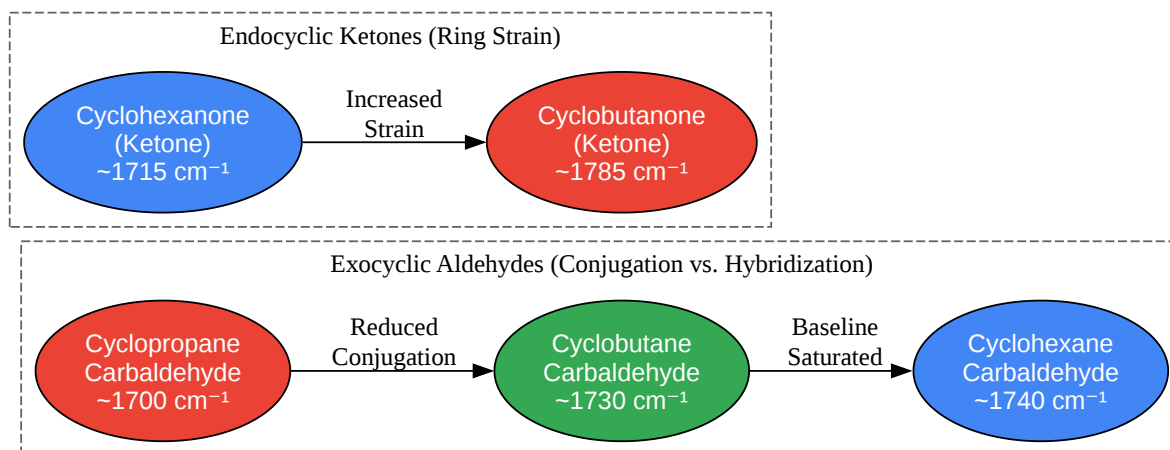 Endocyclic Ketones (Ring Strain)
Cyclohexanone
(Ketone)
~1715 cm⁻¹
Increased
Strain
Cyclobutanone
(Ketone)
~1785 cm⁻¹
Exocyclic Aldehydes (Conjugation vs. Hybridization)
Cyclopropane
Carbaldehyde
~1700 cm⁻¹
Reduced
Conjugation
Cyclobutane
Carbaldehyde
~1730 cm⁻¹
Baseline
Saturated
Cyclohexane
Carbaldehyde
~1740 cm⁻¹